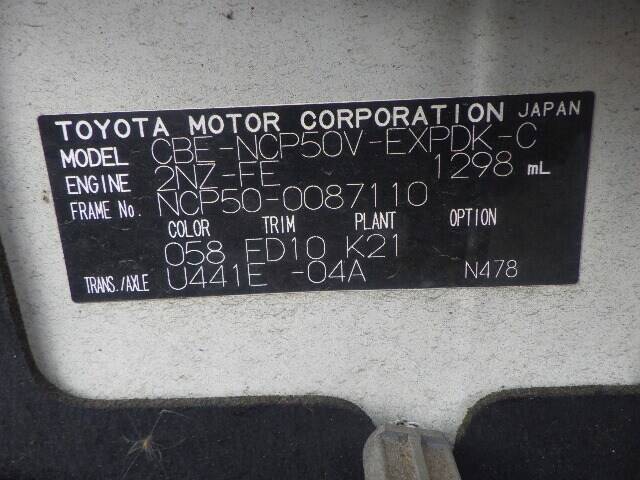 TOYOTA MOTOR CORPORATION JAPAN
MODEL CBE-NCP50V-EXPDK-C
ENGINE 2NZ-FE 1298 mL
FRAME No. NCP50-0087110
COLOR TRIM PLANT OPTION
058 FD10 K21
TRANS./AXLE U441E -04A N478